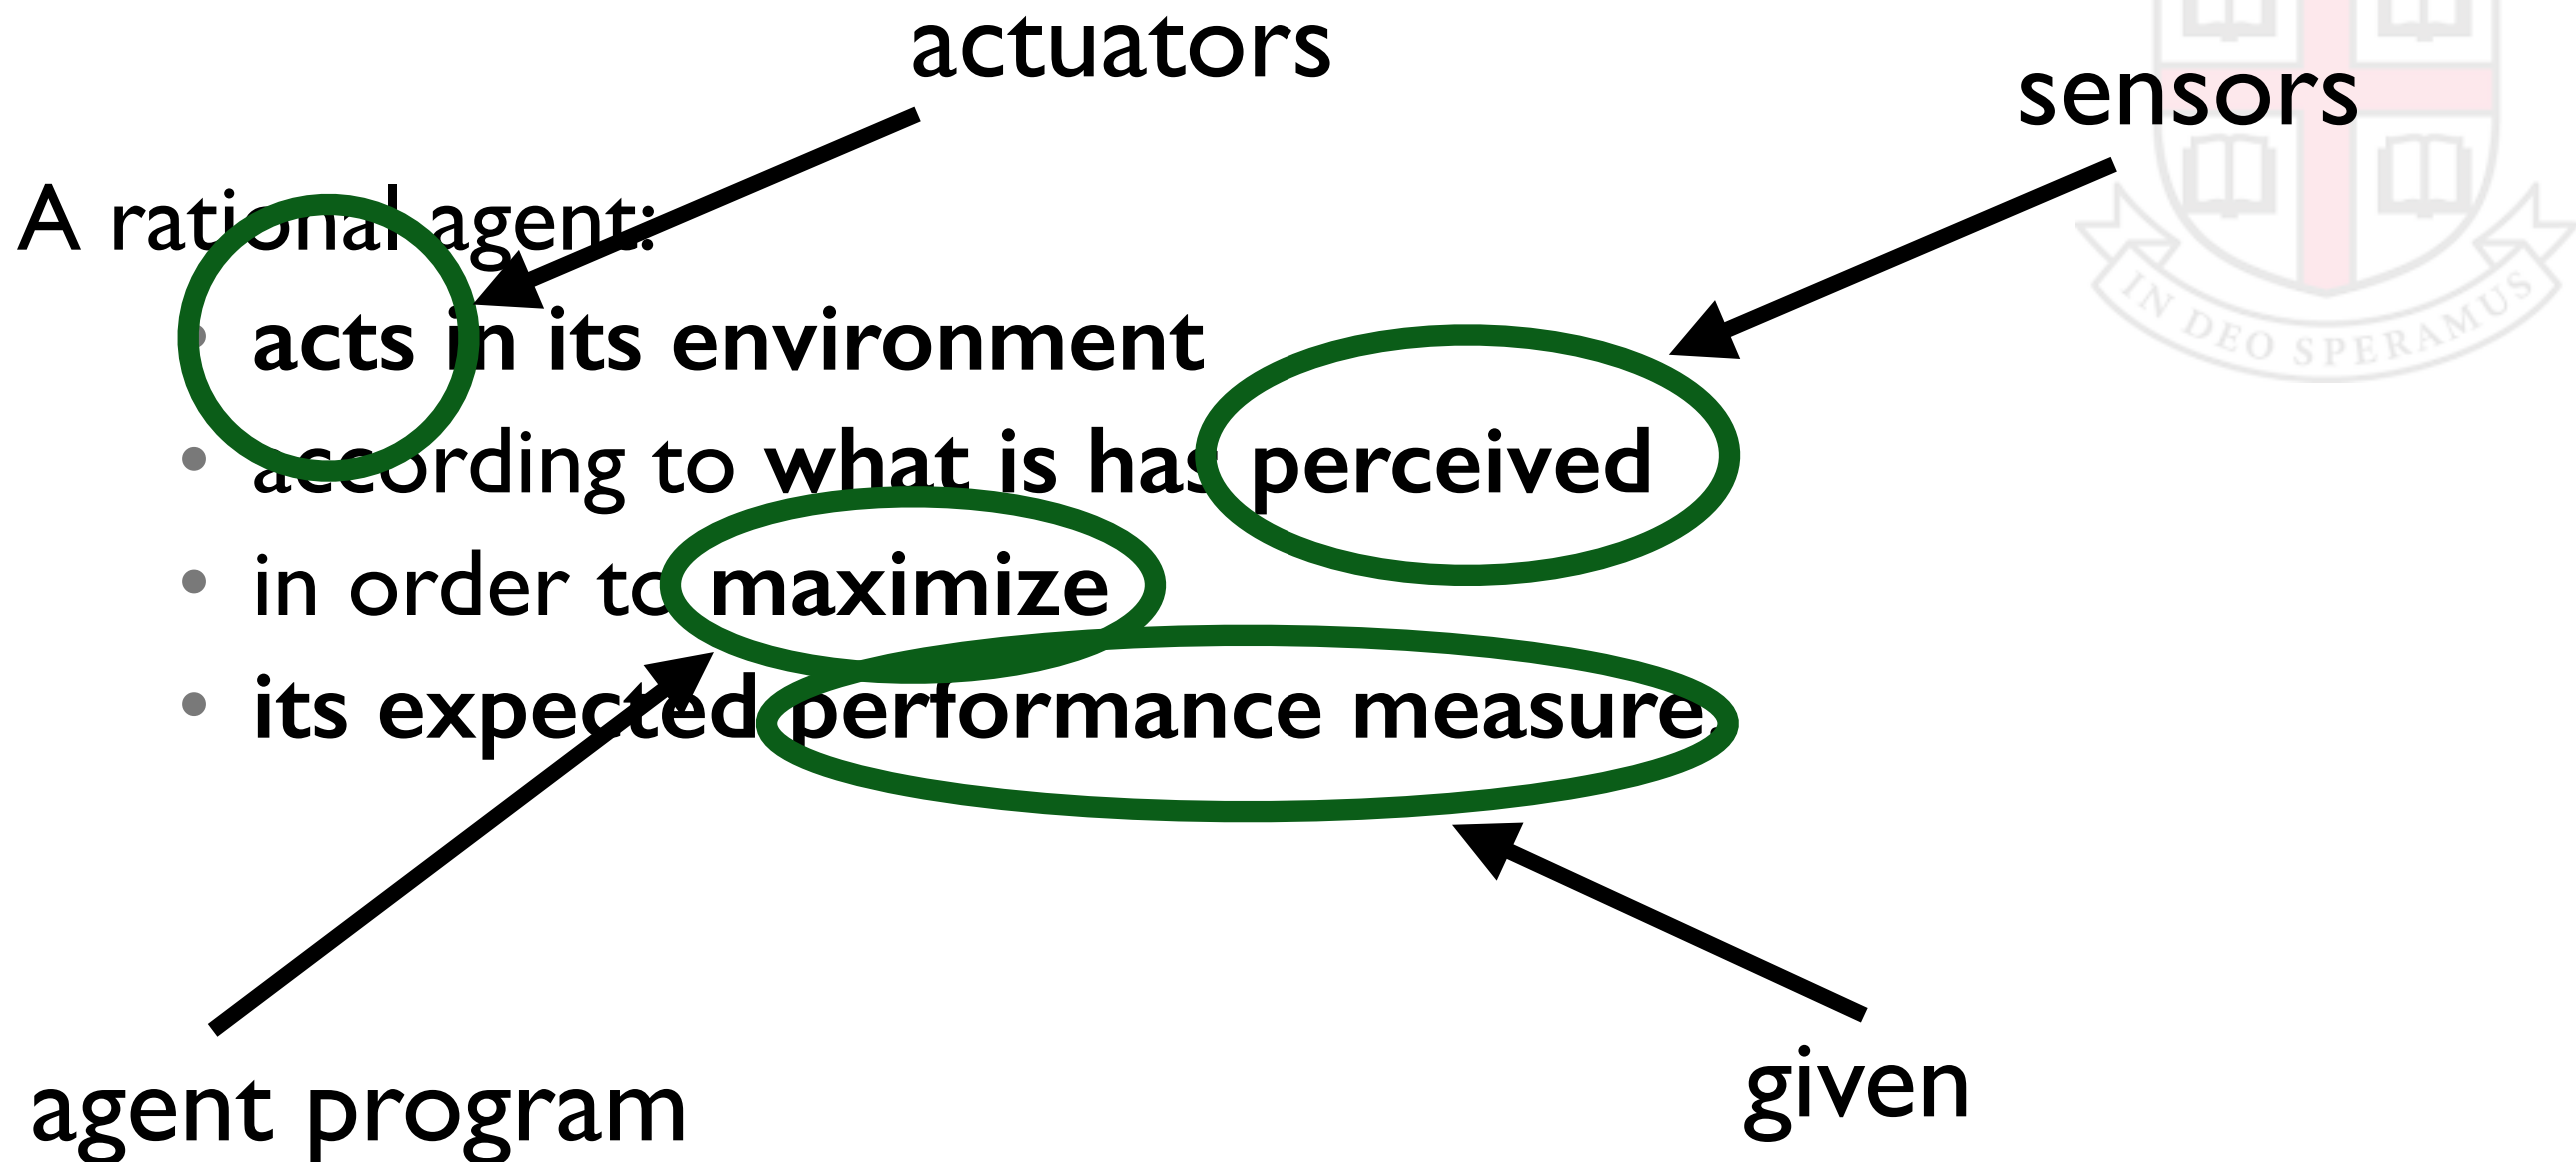 actuators
sensors
A rational agent:
• acts in its environment
• according to what is has perceived
• in order to maximize
• its expected performance measure.
agent program
given
IN DEO SPERAMUS